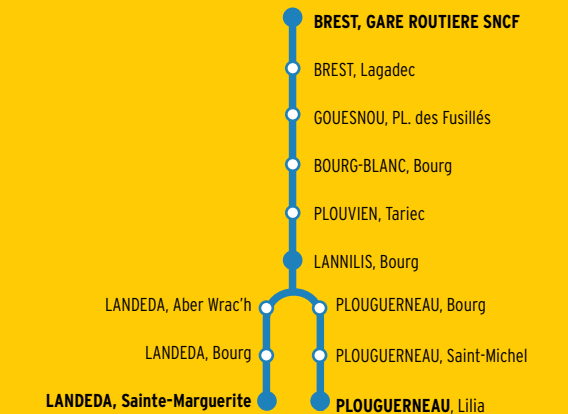 BREST, GARE ROUTIERE SNCF
BREST, Lagadec
GOUESNOU, PL. des Fusillés
BOURG-BLANC, Bourg
PLOUVIEN, Tariec
LANNILIS, Bourg
LANDEDA, Aber Wrac'h
PLOUGUERNEAU, Bourg
LANDEDA, Bourg
PLOUGUERNEAU, Saint-Michel
LANDEDA, Sainte-Marguerite
PLOUGUERNEAU, Lilia